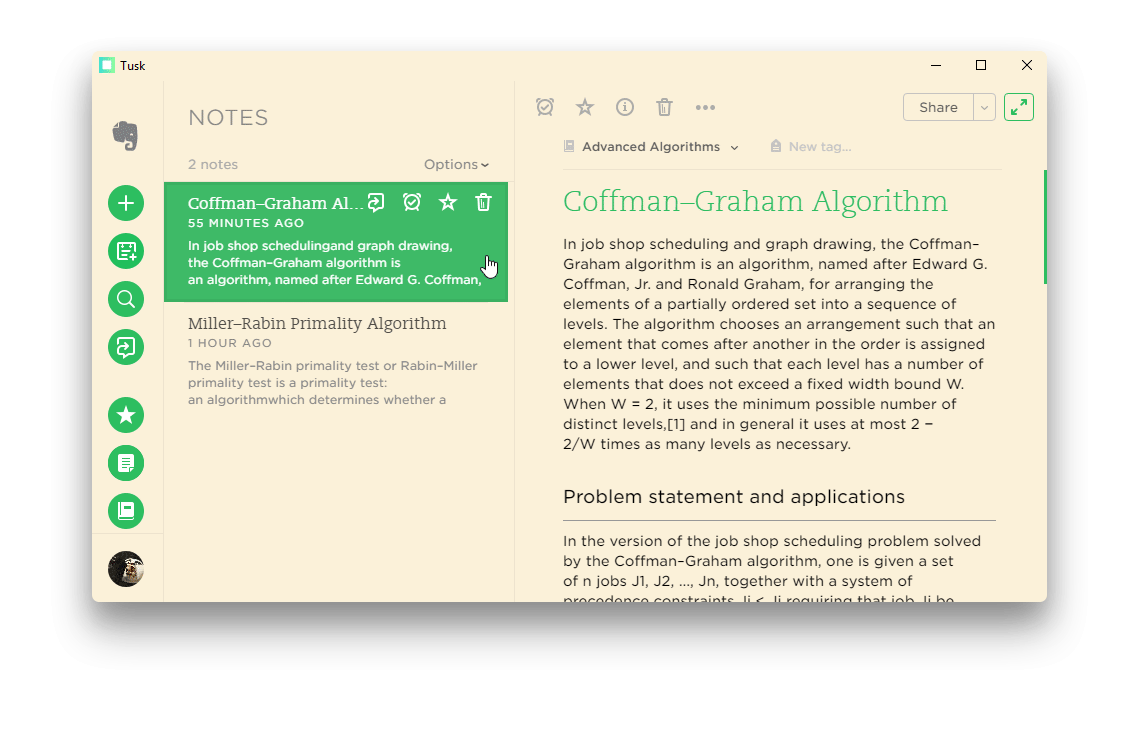 Tusk
NOTES
2 notes
Options
Coffman–Graham Al...
55 MINUTES AGO
In job shop schedulingand graph drawing,
the Coffman–Graham algorithm is
an algorithm, named after Edward G. Coffman,
Miller–Rabin Primality Algorithm
1 HOUR AGO
The Miller–Rabin primality test or Rabin–Miller
primality test is a primality test:
an algorithmwhich determines whether a
Share
Advanced Algorithms
New tag...
Coffman–Graham Algorithm
In job shop scheduling and graph drawing, the Coffman–
Graham algorithm is an algorithm, named after Edward G.
Coffman, Jr. and Ronald Graham, for arranging the
elements of a partially ordered set into a sequence of
levels. The algorithm chooses an arrangement such that an
element that comes after another in the order is assigned
to a lower level, and such that each level has a number of
elements that does not exceed a fixed width bound W.
When W = 2, it uses the minimum possible number of
distinct levels,[1] and in general it uses at most 2 −
2/W times as many levels as necessary.
Problem statement and applications
In the version of the job shop scheduling problem solved
by the Coffman–Graham algorithm, one is given a set
of n jobs J1, J2, ..., Jn, together with a system of
precedence constraints Ji < Jj requiring that job Ji be